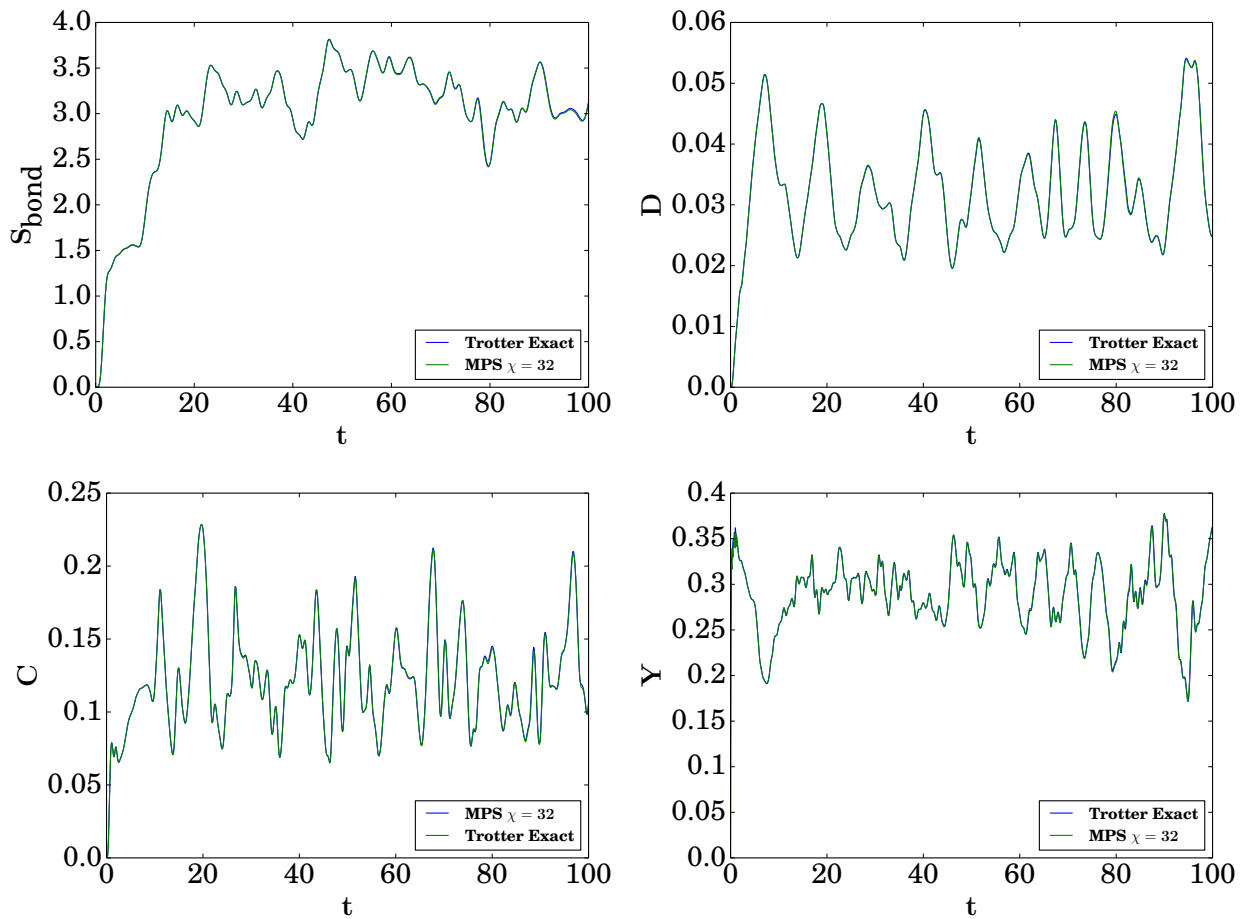 4.0
3.5
3.0
2.5
2.0
1.5
1.0
0.5
0.0
S_bond
0 20 40 60 80 100
t
Trotter Exact
MPS χ = 32
0.06
0.05
0.04
0.03
0.02
0.01
0.00
D
0 20 40 60 80 100
t
Trotter Exact
MPS χ = 32
0.25
0.2
0.15
0.1
0.05
0.0
C
0 20 40 60 80 100
t
MPS χ = 32
Trotter Exact
0.4
0.35
0.3
0.25
0.2
0.15
0.1
0.05
0.0
Y
0 20 40 60 80 100
t
Trotter Exact
MPS χ = 32